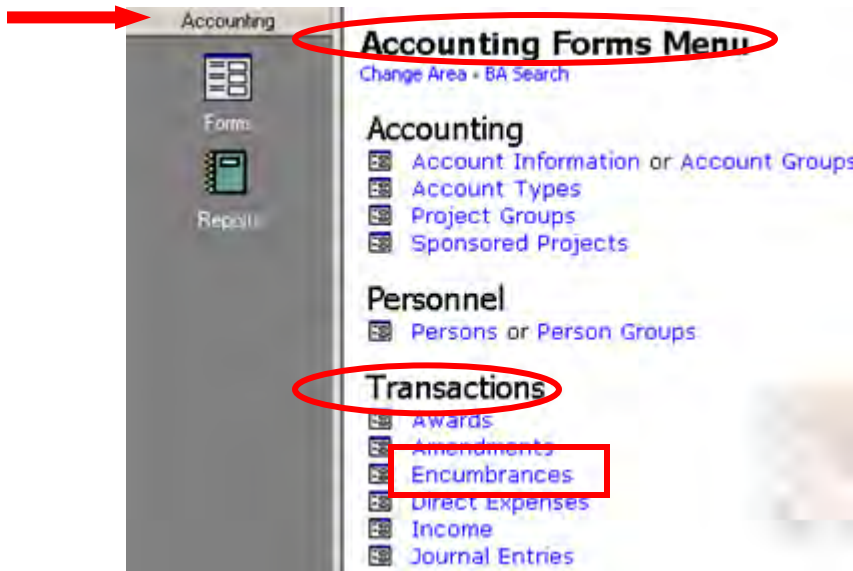 Accounting
Forms
Reports
Accounting Forms Menu
Change Area - BA Search
Accounting
Account Information or Account Groups
Account Types
Project Groups
Sponsored Projects
Personnel
Persons or Person Groups
Transactions
Awards
Amendments
Encumbrances
Direct Expenses
Income
Journal Entries